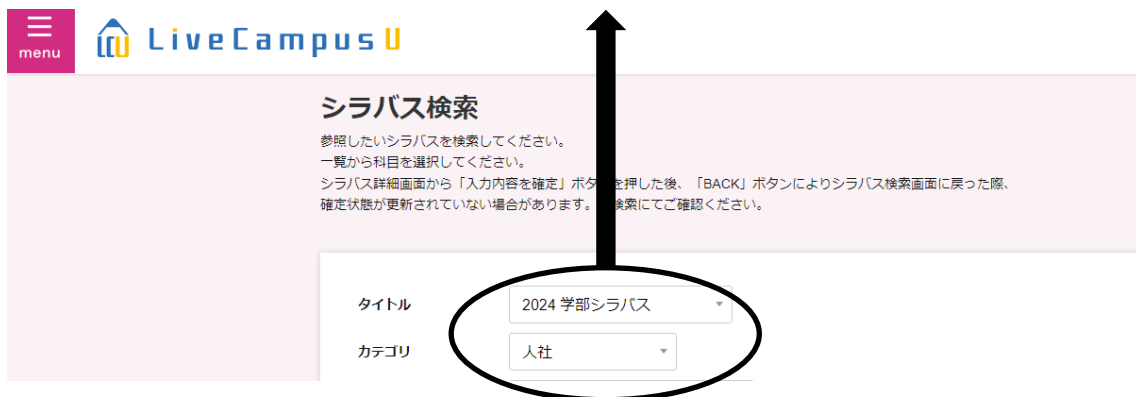 menu
LiveCampusU
シラバス検索
参照したいシラバスを検索してください。
一覧から科目を選択してください。
シラバス詳細画面から「入力内容を確定」ボタンを押した後、「BACK」ボタンによりシラバス検索画面に戻った際、
確定状態が更新されていない場合があります。検索にてご確認ください。
タイトル 2024 学部シラバス
カテゴリ 人社